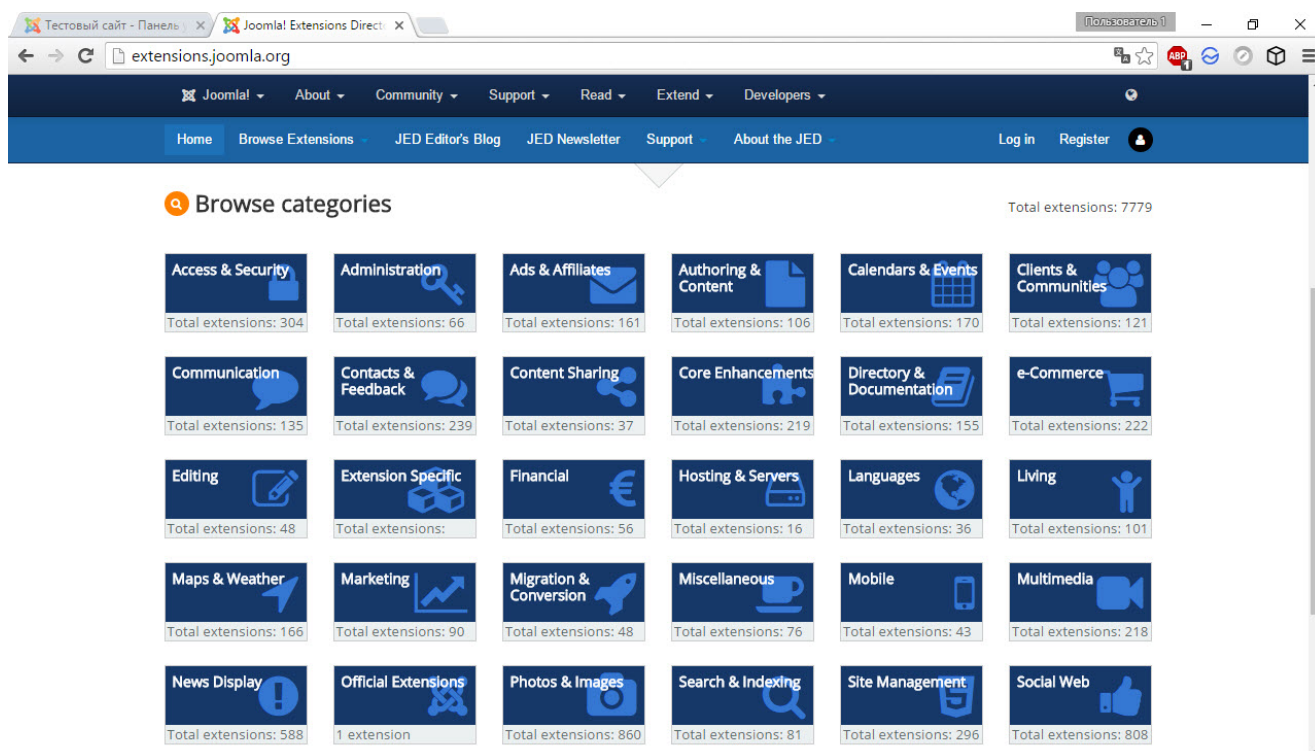 Тестовый сайт - Панель
Joomla! Extensions Direct
Пользователь 1
extensions.joomla.org
ABP
1
Joomla! About Community Support Read Extend Developers
Home Browse Extensions JED Editor's Blog JED Newsletter Support About the JED Log in Register
Browse categories
Total extensions: 7779
Access & Security
Total extensions: 304
Administration
Total extensions: 66
Ads & Affiliates
Total extensions: 161
Authoring &
Content
Total extensions: 106
Calendars & Events
Total extensions: 170
Clients &
Communities
Total extensions: 121
Communication
Total extensions: 135
Contacts &
Feedback
Total extensions: 239
Content Sharing
Total extensions: 37
Core Enhancements
Total extensions: 219
Directory &
Documentation
Total extensions: 155
e-Commerce
Total extensions: 222
Editing
Total extensions: 48
Extension Specific
Total extensions:
Financial
€
Total extensions: 56
Hosting & Servers
Total extensions: 16
Languages
Total extensions: 36
Living
Total extensions: 101
Maps & Weather
Total extensions: 166
Marketing
Total extensions: 90
Migration &
Conversion
Total extensions: 48
Miscellaneous
Total extensions: 76
Mobile
Total extensions: 43
Multimedia
Total extensions: 218
News Display
Total extensions: 588
Official Extensions
1 extension
Photos & Images
Total extensions: 860
Search & Indexing
Total extensions: 81
Site Management
Total extensions: 296
Social Web
Total extensions: 808